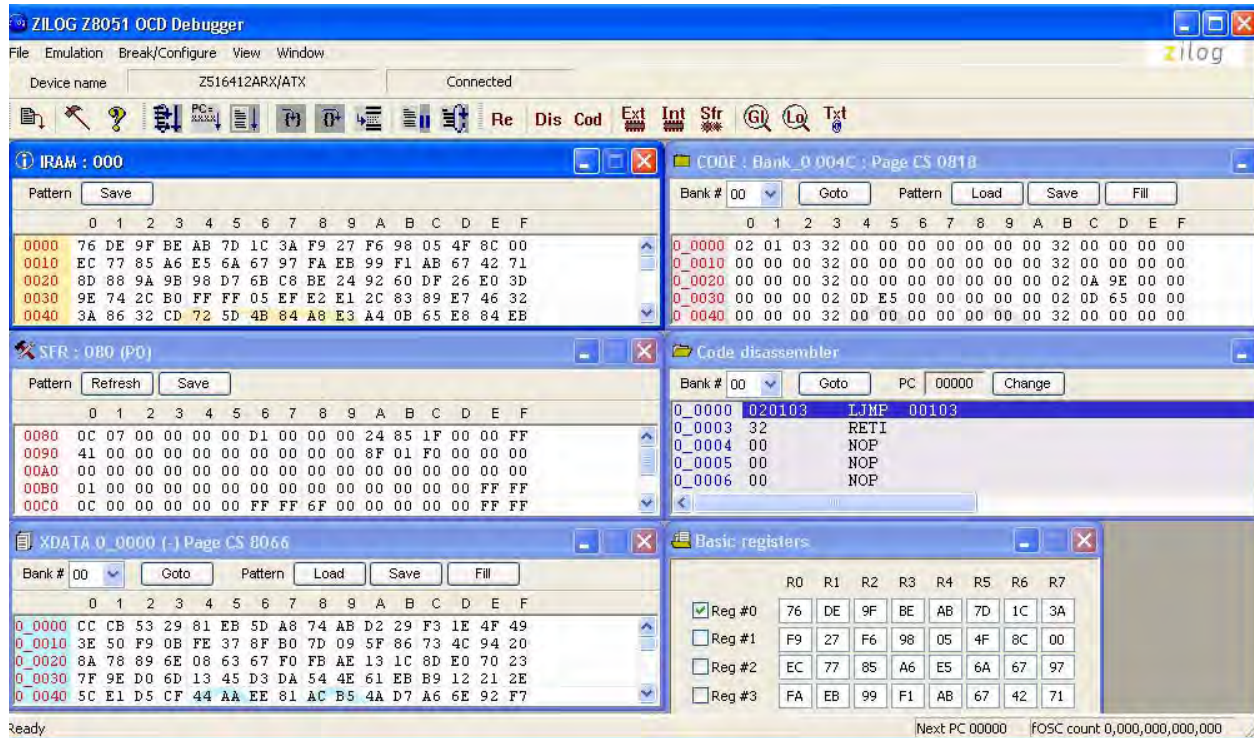 ZILOG Z8051 OCD Debugger
File Emulation Break/Configure View Window
zilog
Device name Z516412ARX/ATX Connected
PC= xxxx Re Dis Cod Ext Int Sfr Gl Lo Txt
IRAM : 000
Pattern Save
0 1 2 3 4 5 6 7 8 9 A B C D E F
0000 76 DE 9F BE AB 7D 1C 3A F9 27 F6 98 05 4F 8C 00
0010 EC 77 85 A6 E5 6A 67 97 FA EB 99 F1 AB 67 42 71
0020 8D 88 9A 9B 98 D7 6B C8 BE 24 92 60 DF 26 E0 3D
0030 9E 74 2C B0 FF FF 05 EF E2 E1 2C 83 89 E7 46 32
0040 3A 86 32 CD 72 5D 4B 84 A8 E3 A4 0B 65 E8 84 EB
CODE : Bank_0 004C : Page CS 0818
Bank # 00 Goto Pattern Load Save Fill
0 1 2 3 4 5 6 7 8 9 A B C D E F
0_0000 02 01 03 32 00 00 00 00 00 00 00 32 00 00 00 00
0_0010 00 00 00 32 00 00 00 00 00 00 00 32 00 00 00 00
0_0020 00 00 00 32 00 00 00 00 00 00 00 02 0A 9E 00 00
0_0030 00 00 00 02 0D E5 00 00 00 00 00 02 0D 65 00 00
0_0040 00 00 00 32 00 00 00 00 00 00 00 32 00 00 00 00
SFR : 080 (P0)
Pattern Refresh Save
0 1 2 3 4 5 6 7 8 9 A B C D E F
0080 0C 07 00 00 00 00 D1 00 00 00 24 85 1F 00 00 FF
0090 41 00 00 00 00 00 00 00 00 00 8F 01 F0 00 00 00
00A0 00 00 00 00 00 00 00 00 00 00 00 00 00 00 00 00
00B0 01 00 00 00 00 00 00 00 00 00 00 00 00 00 FF FF
00C0 0C 00 00 00 00 00 FF FF 6F 00 00 00 00 00 FF FF
Code disassembler
Bank # 00 Goto PC 00000 Change
0_0000 020103 LJMP 00103
0_0003 32 RETI
0_0004 00 NOP
0_0005 00 NOP
0_0006 00 NOP
XDATA 0_0000 (-) Page CS 8066
Bank # 00 Goto Pattern Load Save Fill
0 1 2 3 4 5 6 7 8 9 A B C D E F
0_0000 CC CB 53 29 81 EB 5D A8 74 AB D2 29 F3 1E 4F 49
0_0010 3E 50 F9 0B FE 37 8F B0 7D 09 5F 86 73 4C 94 20
0_0020 8A 78 89 6E 08 63 67 F0 FB AE 13 1C 8D E0 70 23
0_0030 7F 9E D0 6D 13 45 D3 DA 54 4E 61 EB B9 12 21 2E
0_0040 5C E1 D5 CF 44 AA EE 81 AC B5 4A D7 A6 6E 92 F7
Basic registers
R0 R1 R2 R3 R4 R5 R6 R7
Reg #0 76 DE 9F BE AB 7D 1C 3A
Reg #1 F9 27 F6 98 05 4F 8C 00
Reg #2 EC 77 85 A6 E5 6A 67 97
Reg #3 FA EB 99 F1 AB 67 42 71
Ready Next PC 00000 fOSC count 0,000,000,000,000